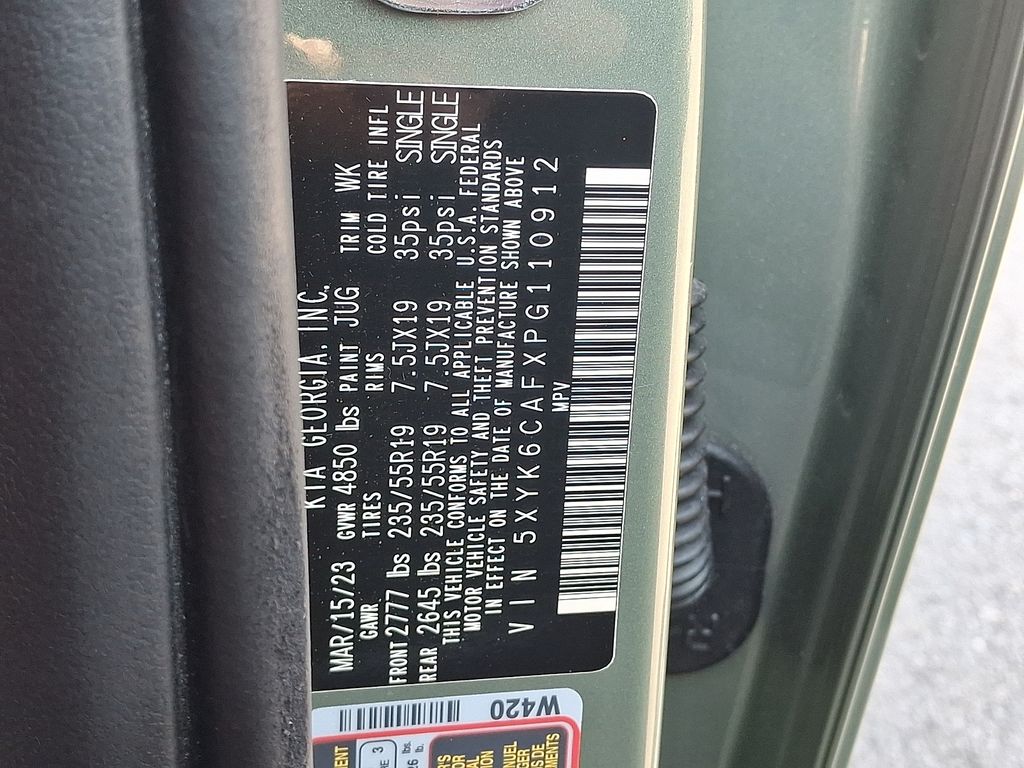 KIA GEORGIA, INC.
MAR/15/23 GVWR 4850 lbs PAINT JUG TRIM WK
GAWR TIRES RIMS COLD TIRE INFL
FRONT 2777 lbs 235/55R19 7.5JX19 35psi SINGLE
REAR 2645 lbs 235/55R19 7.5JX19 35psi SINGLE
THIS VEHICLE CONFORMS TO ALL APPLICABLE U.S.A. FEDERAL
MOTOR VEHICLE SAFETY AND THEFT PREVENTION STANDARDS
IN EFFECT ON THE DATE OF MANUFACTURE SHOWN ABOVE
VIN 5XYK6CAFXPG110912
MPV
W420
3